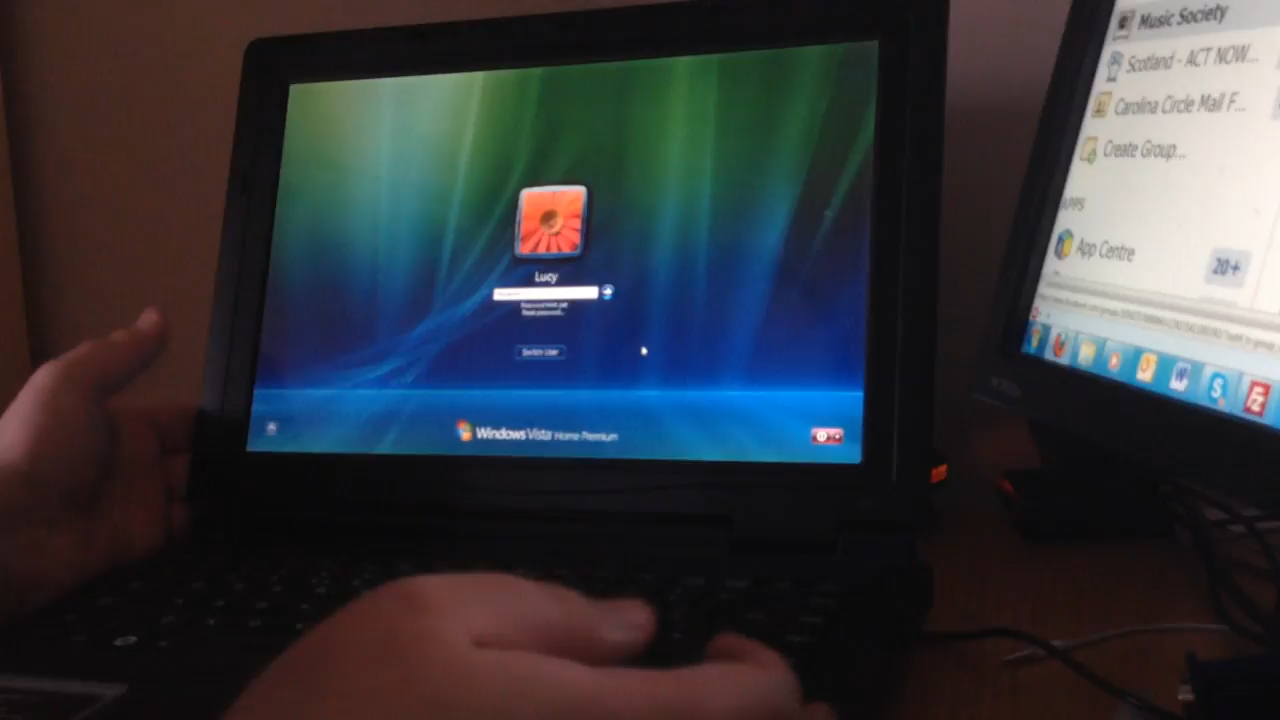 Lucy
Switch User
Windows Vista Home Premium
Music Society
Scotland - ACT NOW...
Carolina Circle Mail F...
Create Group...
APPS
App Centre
20+